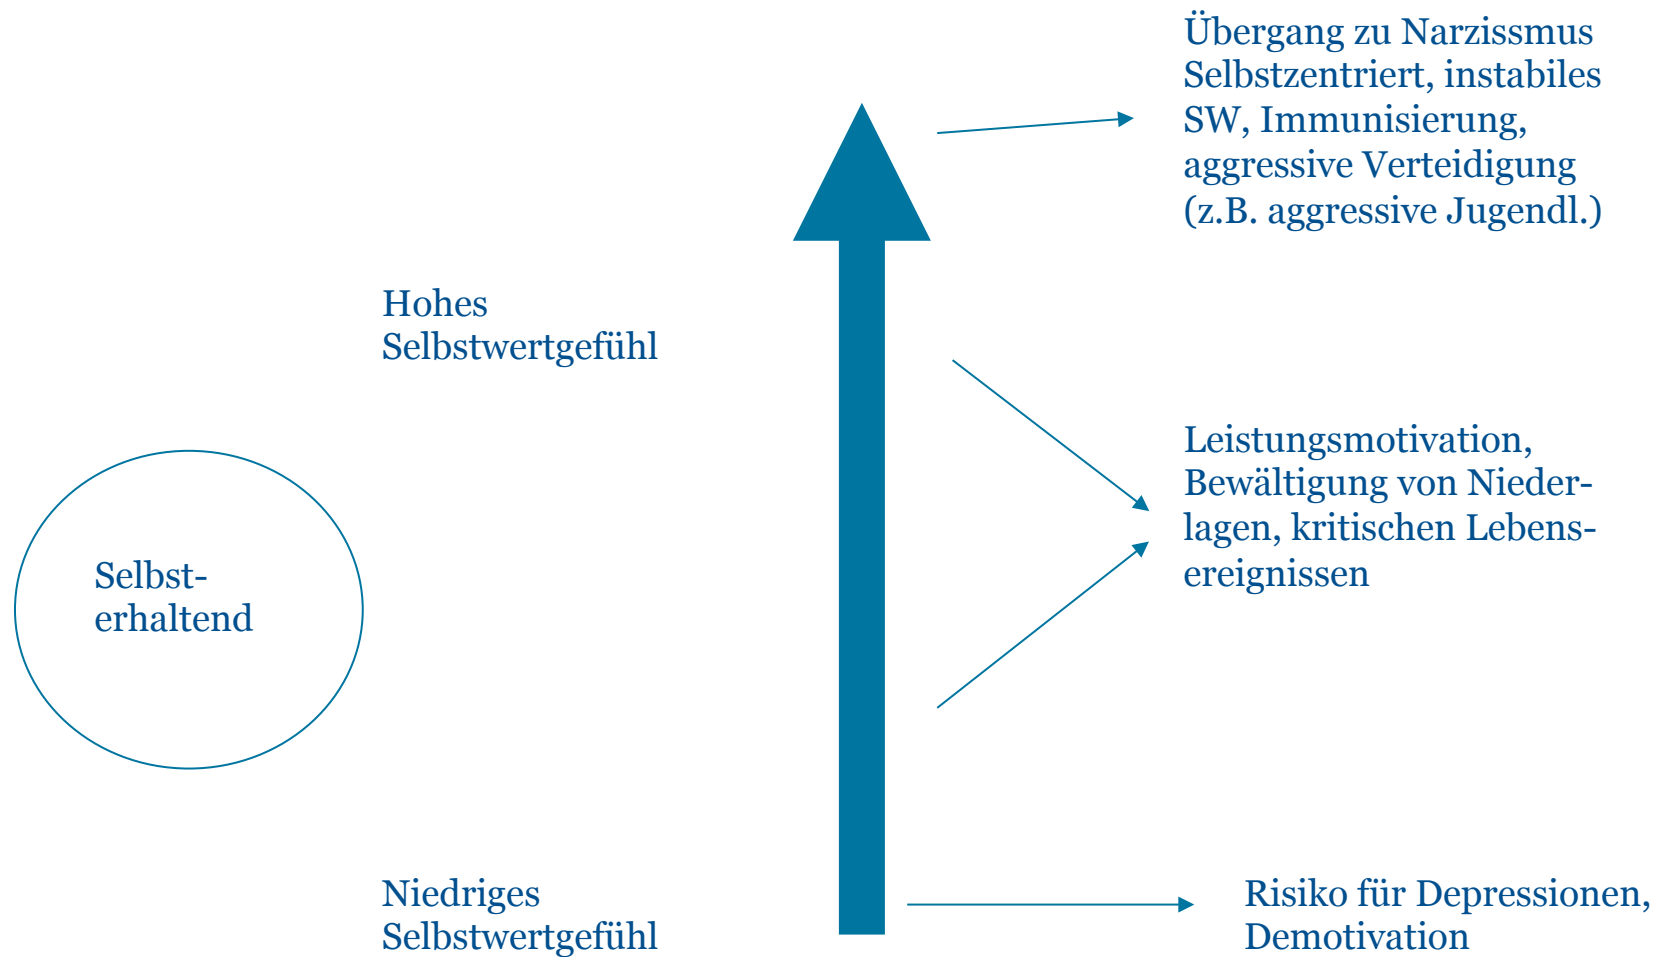 Übergang zu Narzissmus
Selbstzentriert, instabiles
SW, Immunisierung,
aggressive Verteidigung
(z.B. aggressive Jugendl.)
Hohes
Selbstwertgefühl
Leistungsmotivation,
Bewältigung von Nieder-
lagen, kritischen Lebens-
ereignissen
Selbst-
erhaltend
Niedriges
Selbstwertgefühl
Risiko für Depressionen,
Demotivation